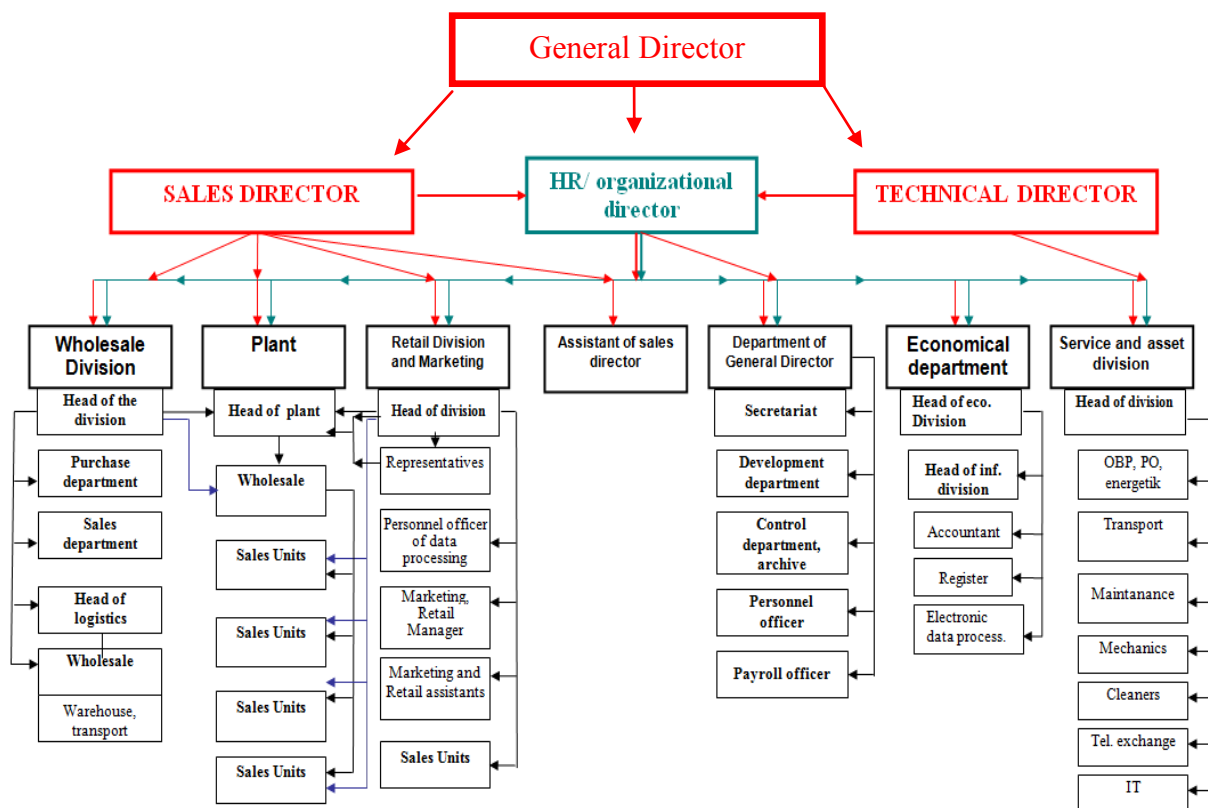 General Director
SALES DIRECTOR
HR/ organizational
director
TECHNICAL DIRECTOR
Wholesale
Division
Plant
Retail Division
and Marketing
Assistant of sales
director
Department of
General Director
Economical
department
Service and asset
division
Head of the
division
Purchase
department
Sales
department
Head of
logistics
Wholesale
Warehouse,
transport
Head of plant
Wholesale
Sales Units
Sales Units
Sales Units
Sales Units
Head of division
Representatives
Personnel officer
of data
processing
Marketing,
Retail
Manager
Marketing and
Retail assistants
Sales Units
Secretariat
Development
department
Control
department,
archive
Personnel
officer
Payroll officer
Head of eco.
Division
Head of inf.
division
Accountant
Register
Electronic
data process.
Head of division
OBP, PO,
energetik
Transport
Maintanance
Mechanics
Cleaners
Tel. exchange
IT